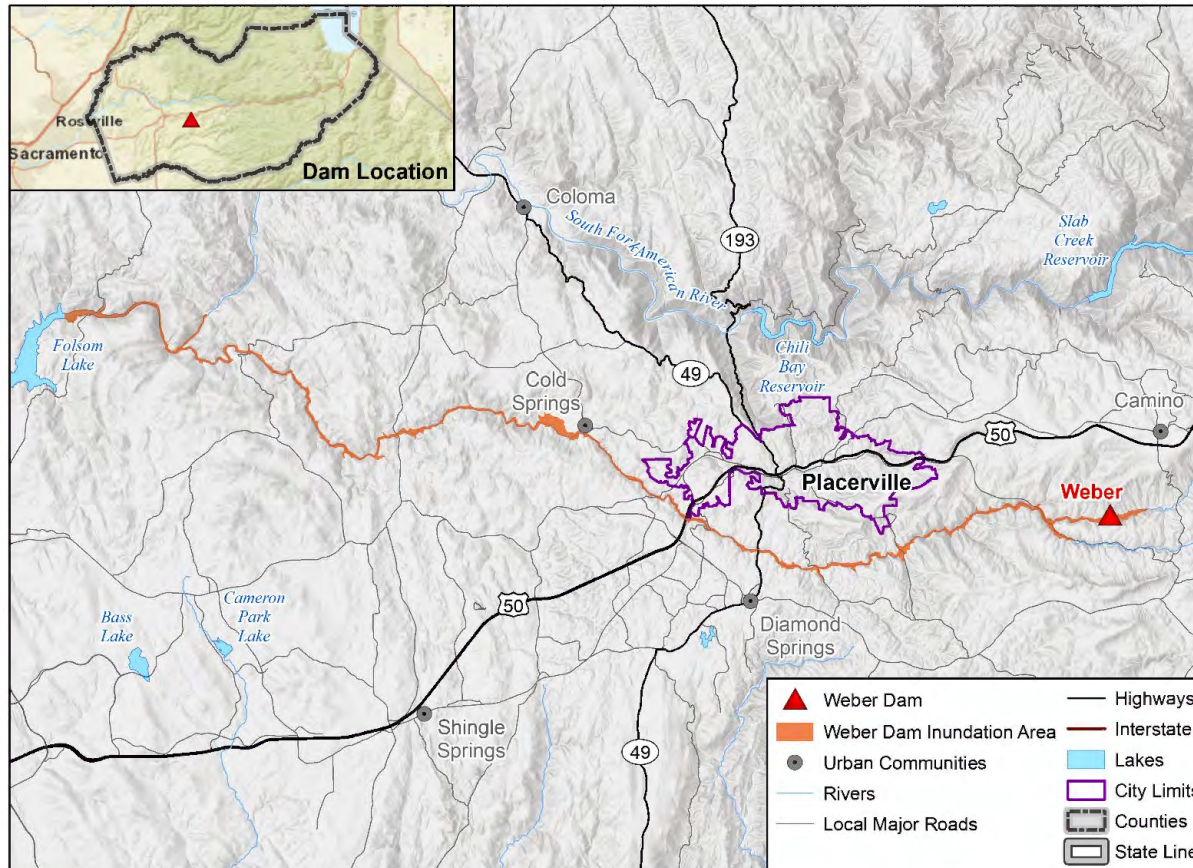 Roseville
Sacramento
Dam Location
Coloma
South Fork American River
193
Slab
Creek
Reservoir
Folsom
Lake
49
Chili
Bay
Reservoir
Cold
Springs
Camino
50
Placerville
Weber
50
Bass
Lake
Cameron
Park
Lake
Diamond
Springs
Shingle
Springs
49
Weber Dam
Weber Dam Inundation Area
Urban Communities
Rivers
Local Major Roads
Highways
Interstate
Lakes
City Limits
Counties
State Line